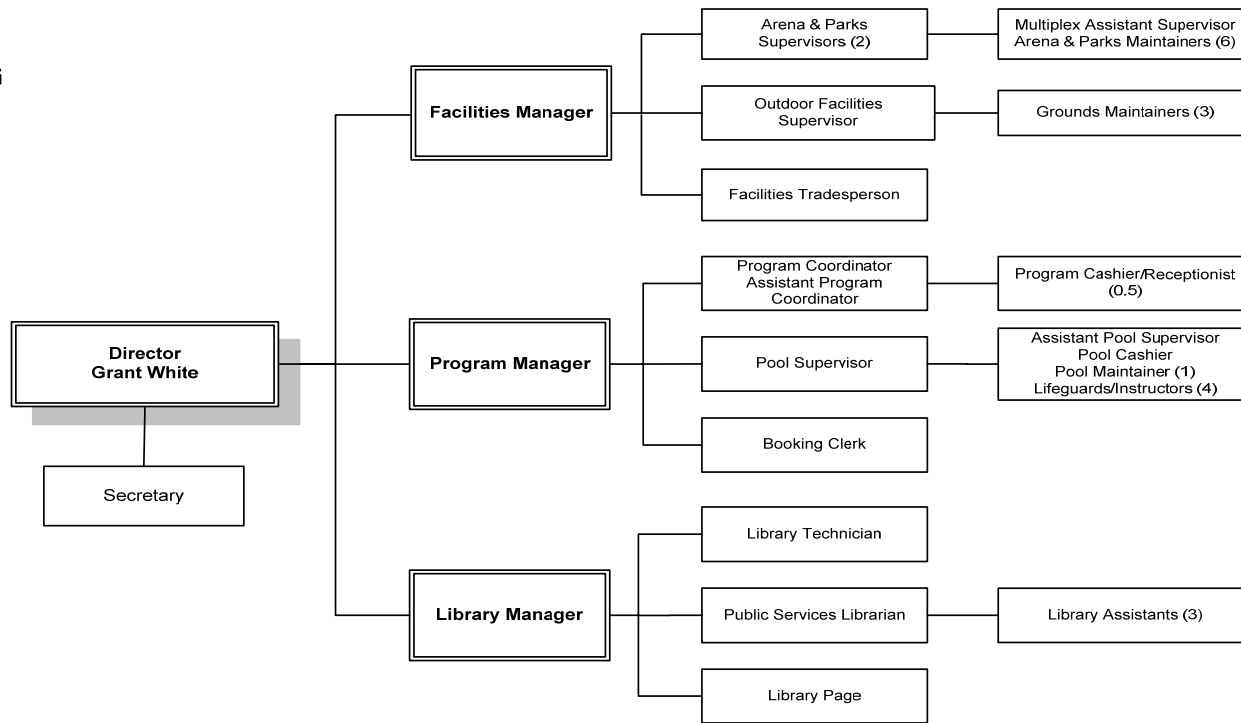 Arena & Parks
Supervisors (2)
Multiplex Assistant Supervisor
Arena & Parks Maintainers (6)
Facilities Manager
Outdoor Facilities
Supervisor
Grounds Maintainers (3)
Facilities Tradesperson
Program Coordinator
Assistant Program
Coordinator
Program Cashier/Receptionist
(0.5)
Director
Grant White
Program Manager
Pool Supervisor
Assistant Pool Supervisor
Pool Cashier
Pool Maintainer (1)
Lifeguards/Instructors (4)
Booking Clerk
Secretary
Library Technician
Library Manager
Public Services Librarian
Library Assistants (3)
Library Page